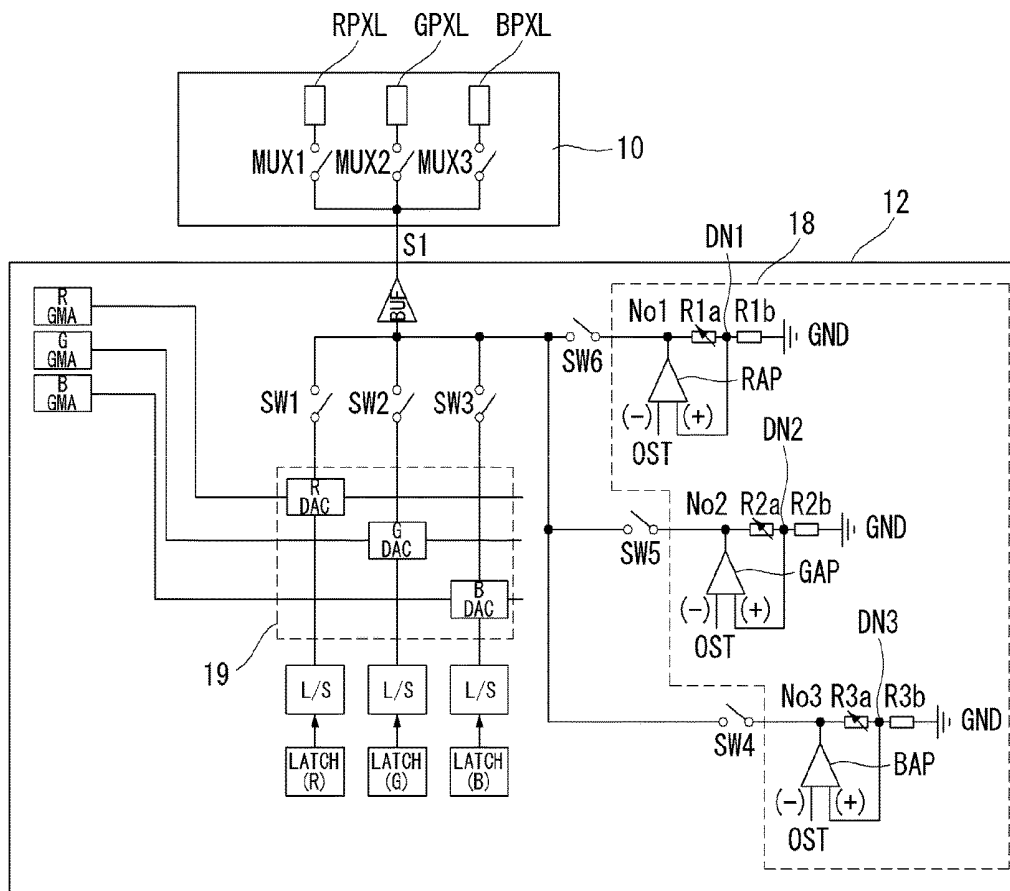 RPXL GPXL BPXL
MUX1 MUX2 MUX3
10
S1
DN1
18
12
R
GMA
G
GMA
B
GMA
BUF
No1 R1a R1b
GND
SW6
RAP
(-) (+)
OST
SW1 SW2 SW3
DN2
R
DAC
No2 R2a R2b
GND
G
DAC
SW5
GAP
(-) (+)
OST
B
DAC
DN3
19
L/S L/S L/S
No3 R3a R3b
GND
SW4
BAP
LATCH
(R)
LATCH
(G)
LATCH
(B)
(-) (+)
OST